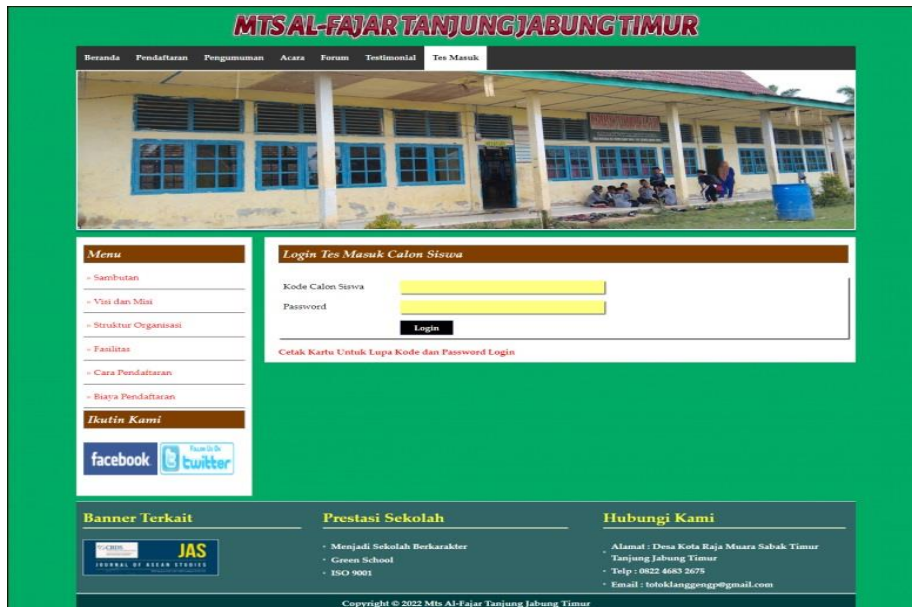 MTS AL-FAJAR TANJUNG JABUNG TIMUR
Beranda Pendaftaran Pengumuman Acara Forum Testimonial Tes Masuk
Menu
» Sambutan
» Visi dan Misi
» Struktur Organisasi
» Fasilitas
» Cara Pendaftaran
» Biaya Pendaftaran
Ikutin Kami
facebook
Follow Us On
twitter
Login Tes Masuk Calon Siswa
Kode Calon Siswa
Password
Login
Cetak Kartu Untuk Lupa Kode dan Password Login
Banner Terkait
JAS
JOURNAL OF ASEAN STUDIES
Prestasi Sekolah
· Menjadi Sekolah Berkarakter
· Green School
· ISO 9001
Hubungi Kami
· Alamat : Desa Kota Raja Muara Sabak Timur
Tanjung Jabung Timur
· Telp : 0822 4683 2675
· Email : totoklanggengp@gmail.com
Copyright © 2022 Mts Al-Fajar Tanjung Jabung Timur